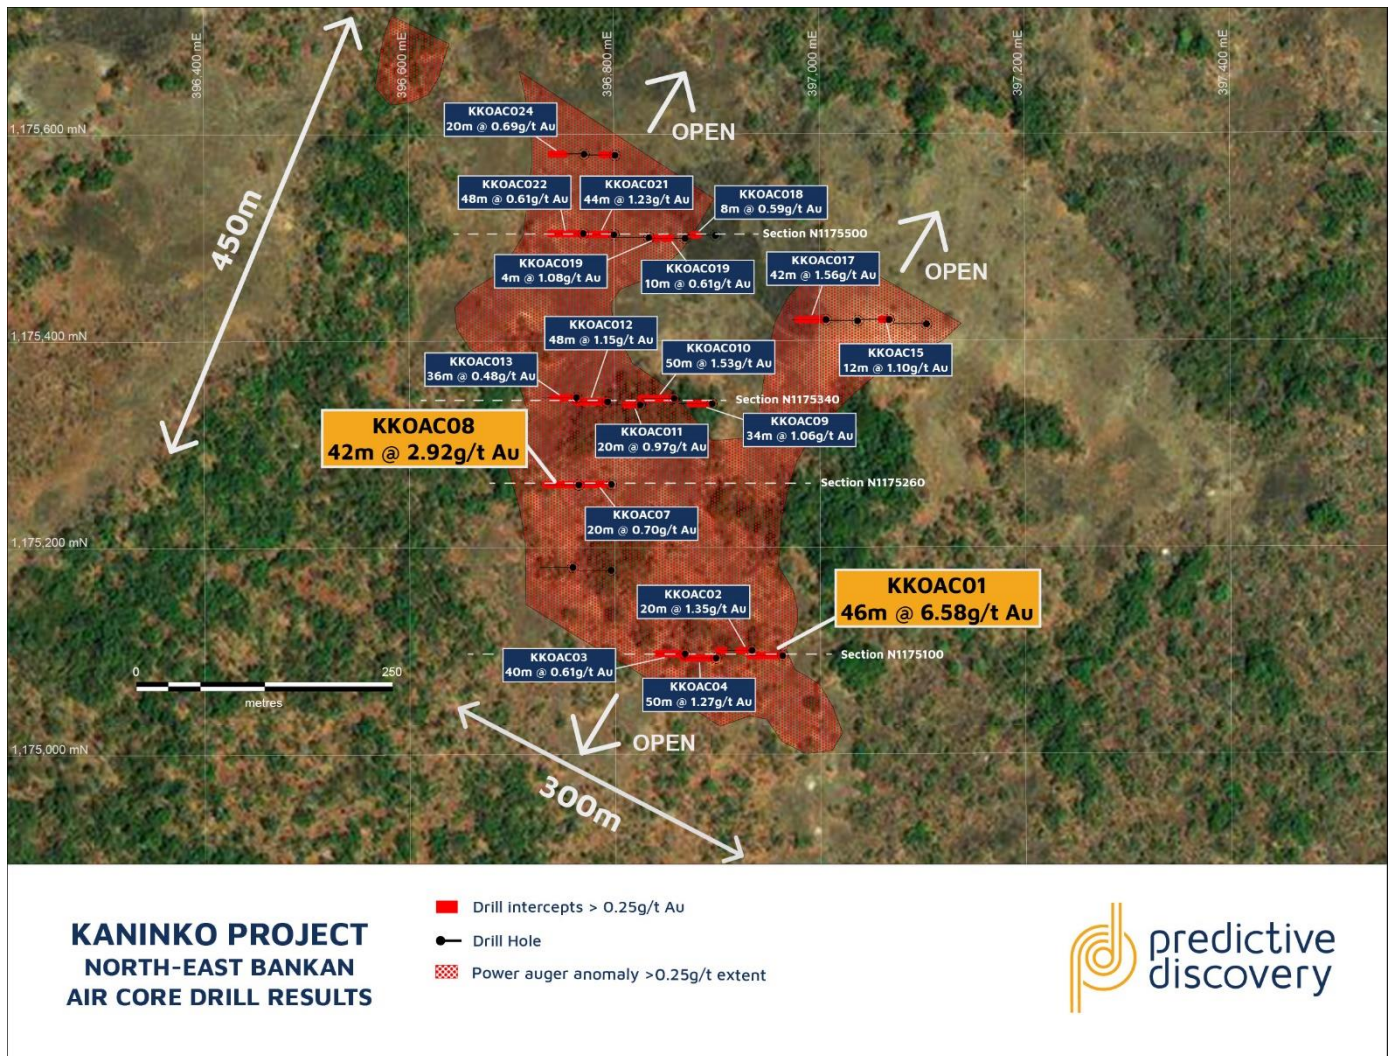 396,400 mE
396,600 mE
396,800 mE
397,000 mE
397,200 mE
397,400 mE
1,175,600 mN
1,175,400 mN
1,175,200 mN
1,175,000 mN
450m
OPEN
KKOAC024
20m @ 0.69g/t Au
KKOAC022
48m @ 0.61g/t Au
KKOAC021
44m @ 1.23g/t Au
KKOAC018
8m @ 0.59g/t Au
Section N1175500
OPEN
KKOAC019
4m @ 1.08g/t Au
KKOAC019
10m @ 0.61g/t Au
KKOAC017
42m @ 1.56g/t Au
KKOAC012
48m @ 1.15g/t Au
KKOAC013
36m @ 0.48g/t Au
KKOAC010
50m @ 1.53g/t Au
KKOAC15
12m @ 1.10g/t Au
Section N1175340
KKOAC08
42m @ 2.92g/t Au
KKOAC011
20m @ 0.97g/t Au
KKOAC09
34m @ 1.06g/t Au
Section N1175260
KKOAC07
20m @ 0.70g/t Au
KKOAC02
20m @ 1.35g/t Au
KKOAC01
46m @ 6.58g/t Au
KKOAC03
40m @ 0.61g/t Au
Section N1175100
KKOAC04
50m @ 1.27g/t Au
0
250
metres
OPEN
300m
KANINKO PROJECT
NORTH-EAST BANKAN
AIR CORE DRILL RESULTS
Drill intercepts > 0.25g/t Au
Drill Hole
Power auger anomaly >0.25g/t extent
predictive
discovery